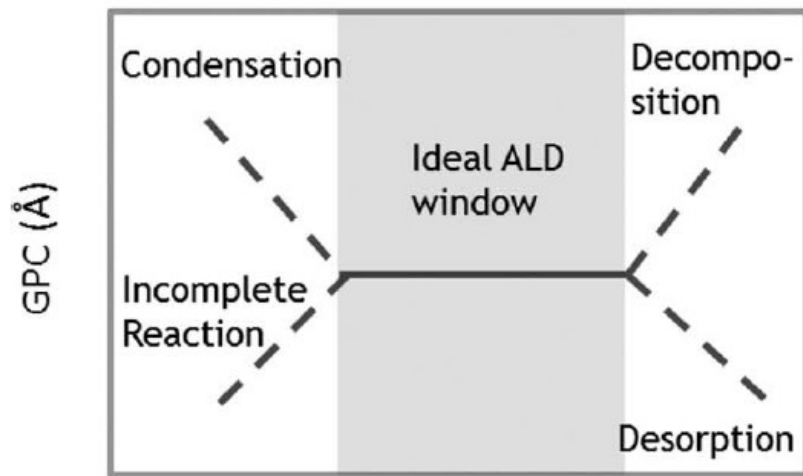 Condensation
Decompo-
sition
Ideal ALD
window
GPC (Å)
Incomplete
Reaction
Desorption